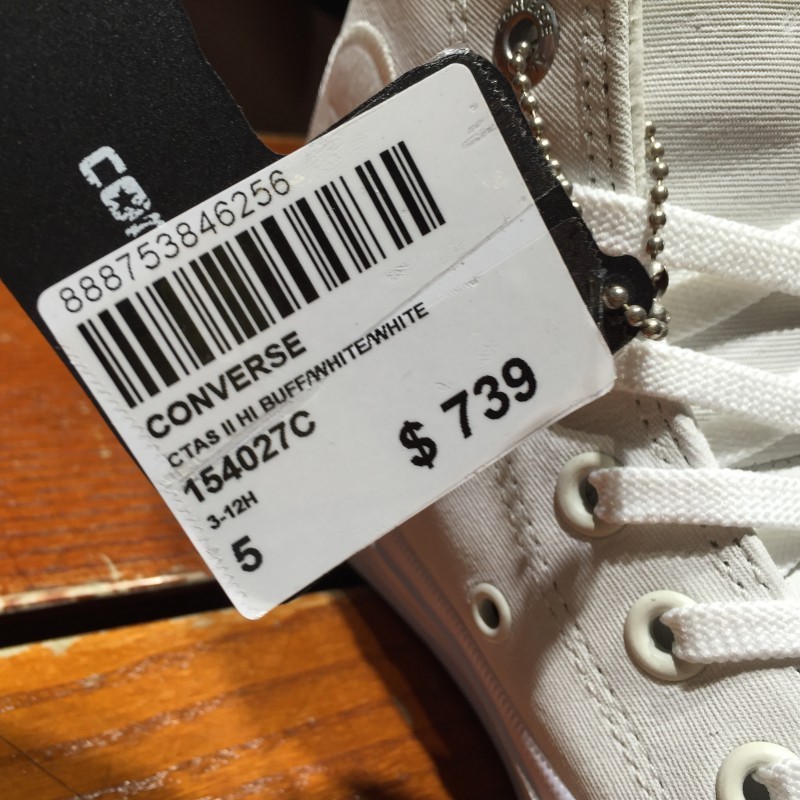 888753846256
CONVERSE
CTAS II HI BUFF/WHITE/WHITE
154027C
$ 739
3-12H
5